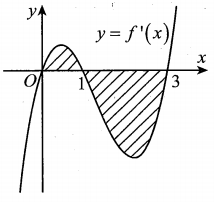 y
y = f '(x)
x
O 1 3